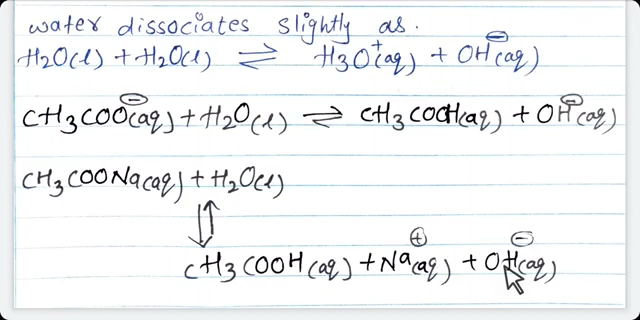 water dissociates slightly as.
H2O(l) + H2O(l) ⇌ H3O⁺(aq) + OH⊖(aq)
CH3COO⊖(aq) + H2O(l) ⇌ CH3COOH(aq) + OH⊖(aq)
CH3COONa(aq) + H2O(l)
⇌
CH3COOH(aq) + Na⊕(aq) + OH⊖(aq)